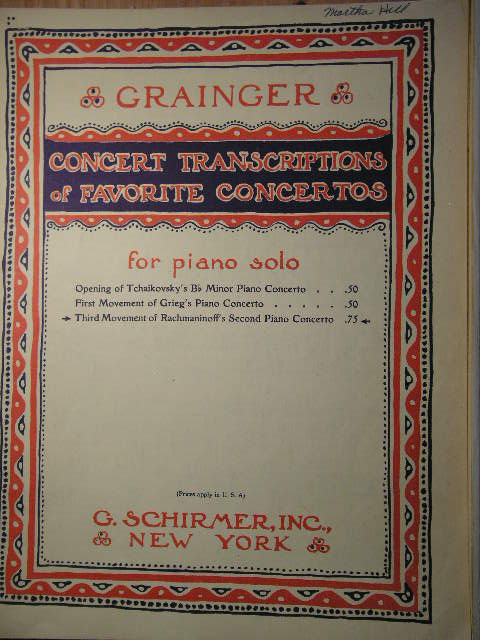 Martha Hill
GRAINGER
CONCERT TRANSCRIPTIONS
of FAVORITE CONCERTOS
for piano solo
Opening of Tchaikovsky's B♭ Minor Piano Concerto . . .50
First Movement of Grieg's Piano Concerto . . . . . .50
→ Third Movement of Rachmaninoff's Second Piano Concerto .75 ←
(Prices apply in U. S. A.)
G. SCHIRMER, INC.,
NEW YORK